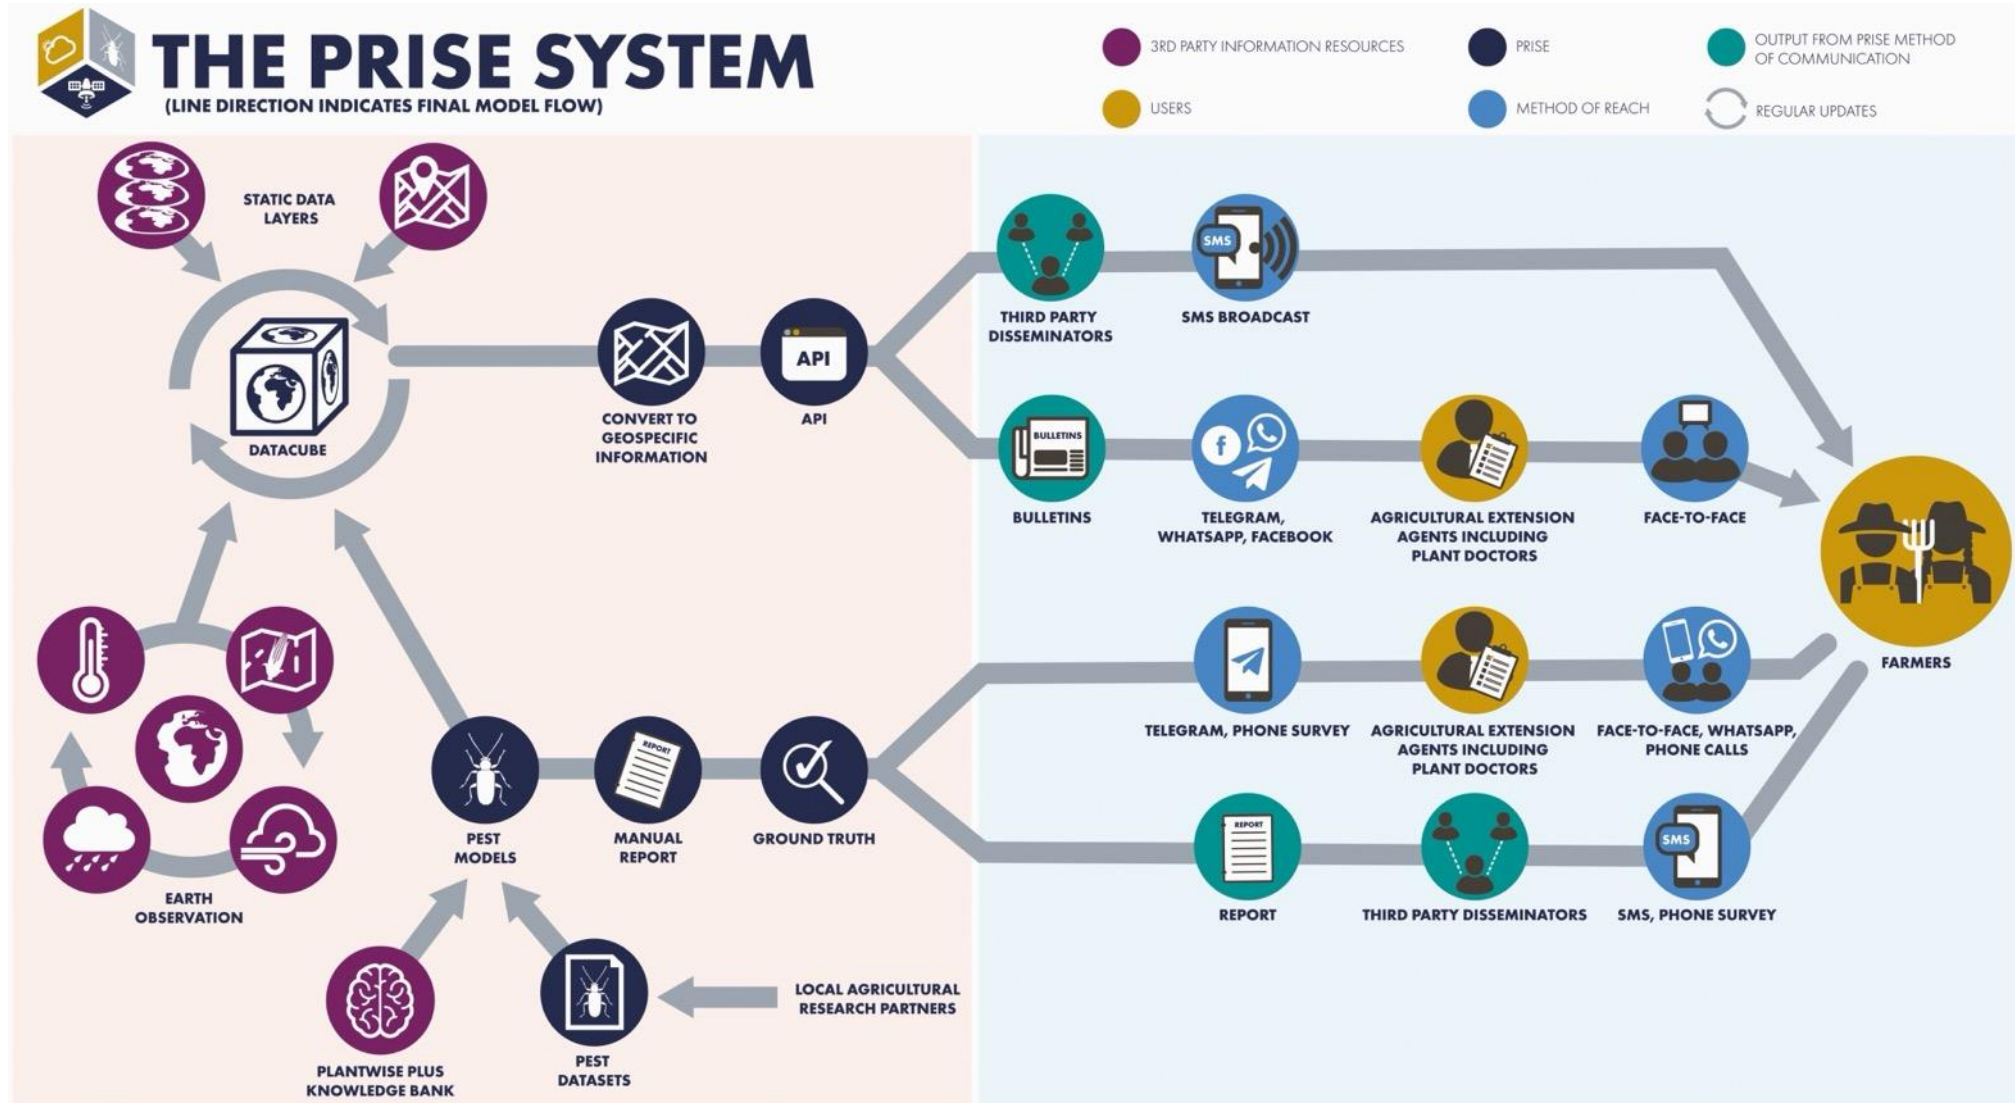 THE PRISE SYSTEM
(LINE DIRECTION INDICATES FINAL MODEL FLOW)
3RD PARTY INFORMATION RESOURCES
PRISE
OUTPUT FROM PRISE METHOD
OF COMMUNICATION
USERS
METHOD OF REACH
REGULAR UPDATES
STATIC DATA
LAYERS
DATACUBE
CONVERT TO
GEOSPECIFIC
INFORMATION
API
API
THIRD PARTY
DISSEMINATORS
SMS
SMS BROADCAST
BULLETINS
BULLETINS
TELEGRAM,
WHATSAPP, FACEBOOK
AGRICULTURAL EXTENSION
AGENTS INCLUDING
PLANT DOCTORS
FACE-TO-FACE
FARMERS
EARTH
OBSERVATION
PEST
MODELS
REPORT
MANUAL
REPORT
GROUND TRUTH
TELEGRAM, PHONE SURVEY
AGRICULTURAL EXTENSION
AGENTS INCLUDING
PLANT DOCTORS
FACE-TO-FACE, WHATSAPP,
PHONE CALLS
REPORT
REPORT
THIRD PARTY DISSEMINATORS
SMS
SMS, PHONE SURVEY
PLANTWISE PLUS
KNOWLEDGE BANK
PEST
DATASETS
LOCAL AGRICULTURAL
RESEARCH PARTNERS